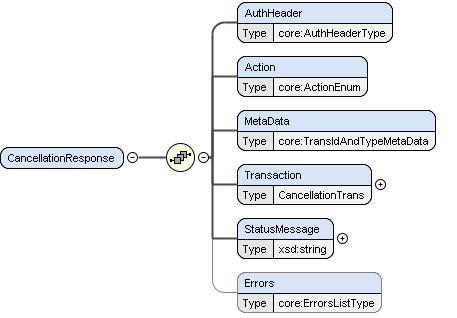 AuthHeader
Type core:AuthHeaderType
Action
Type core:ActionEnum
MetaData
Type core:TransIdAndTypeMetaData
CancellationResponse
Transaction
Type CancellationTrans
StatusMessage
Type xsd:string
Errors
Type core:ErrorsListType